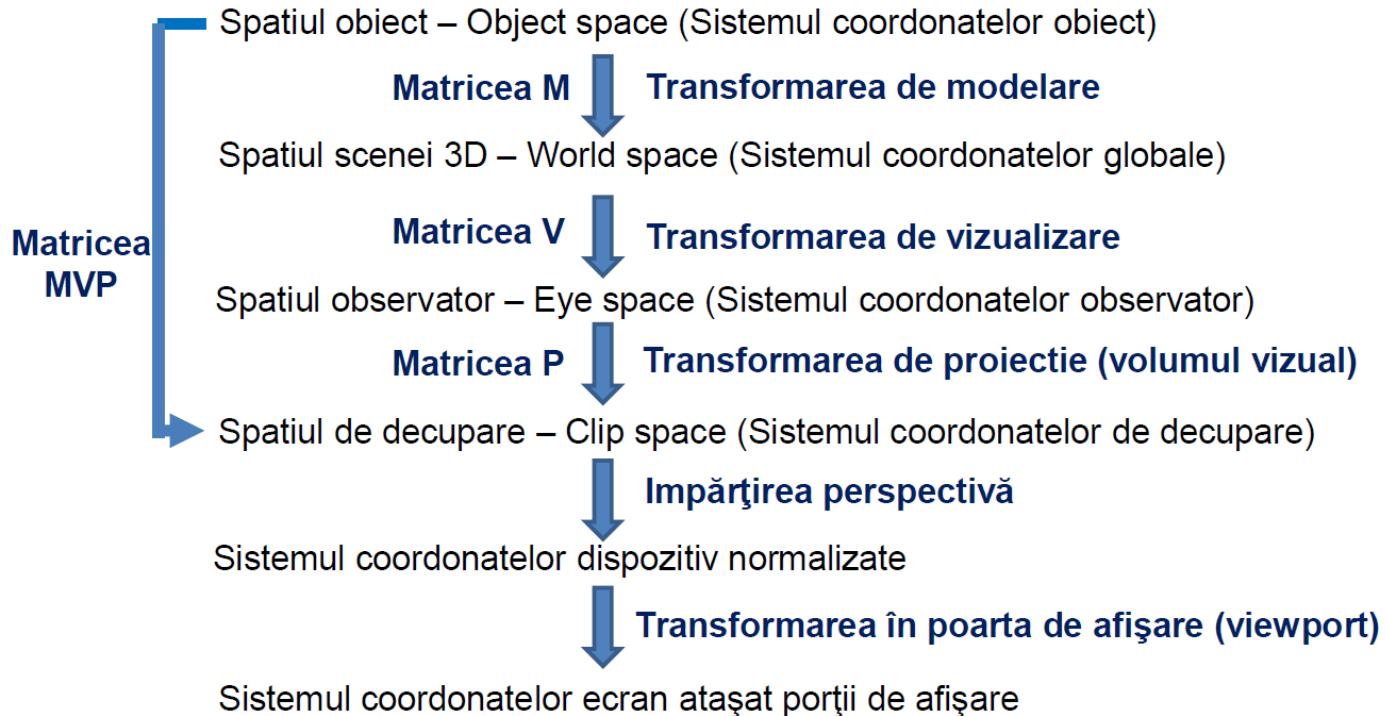 Spatiul obiect – Object space (Sistemul coordonatelor obiect)
Matricea M Transformarea de modelare
Spatiul scenei 3D – World space (Sistemul coordonatelor globale)
Matricea V Transformarea de vizualizare
Matricea
MVP
Spatiul observator – Eye space (Sistemul coordonatelor observator)
Matricea P Transformarea de proiectie (volumul vizual)
Spatiul de decupare – Clip space (Sistemul coordonatelor de decupare)
Impărţirea perspectivă
Sistemul coordonatelor dispozitiv normalizate
Transformarea în poarta de afişare (viewport)
Sistemul coordonatelor ecran ataşat porţii de afişare